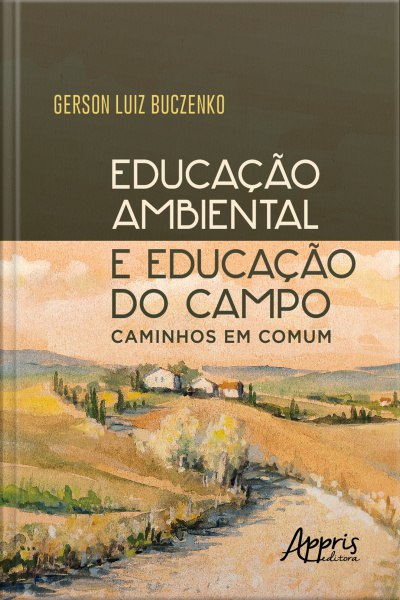 GERSON LUIZ BUCZENKO
EDUCAÇÃO
AMBIENTAL
E EDUCAÇÃO
DO CAMPO
CAMINHOS EM COMUM
Appris
editora